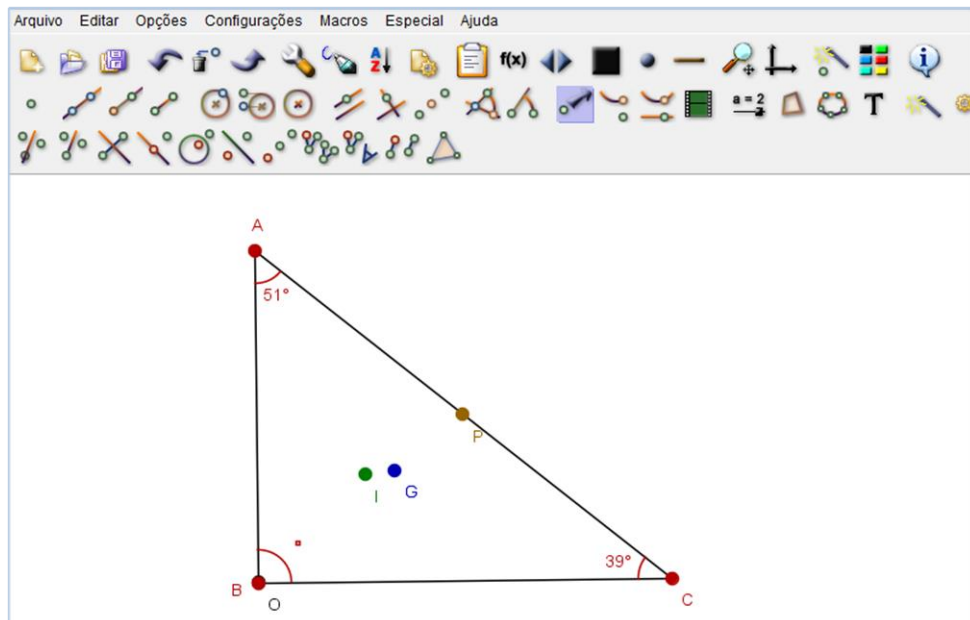 Arquivo Editar Opções Configurações Macros Especial Ajuda
A
Z
f(x)
i
a = 2
T
A
51°
P
I
G
39°
B
O
C